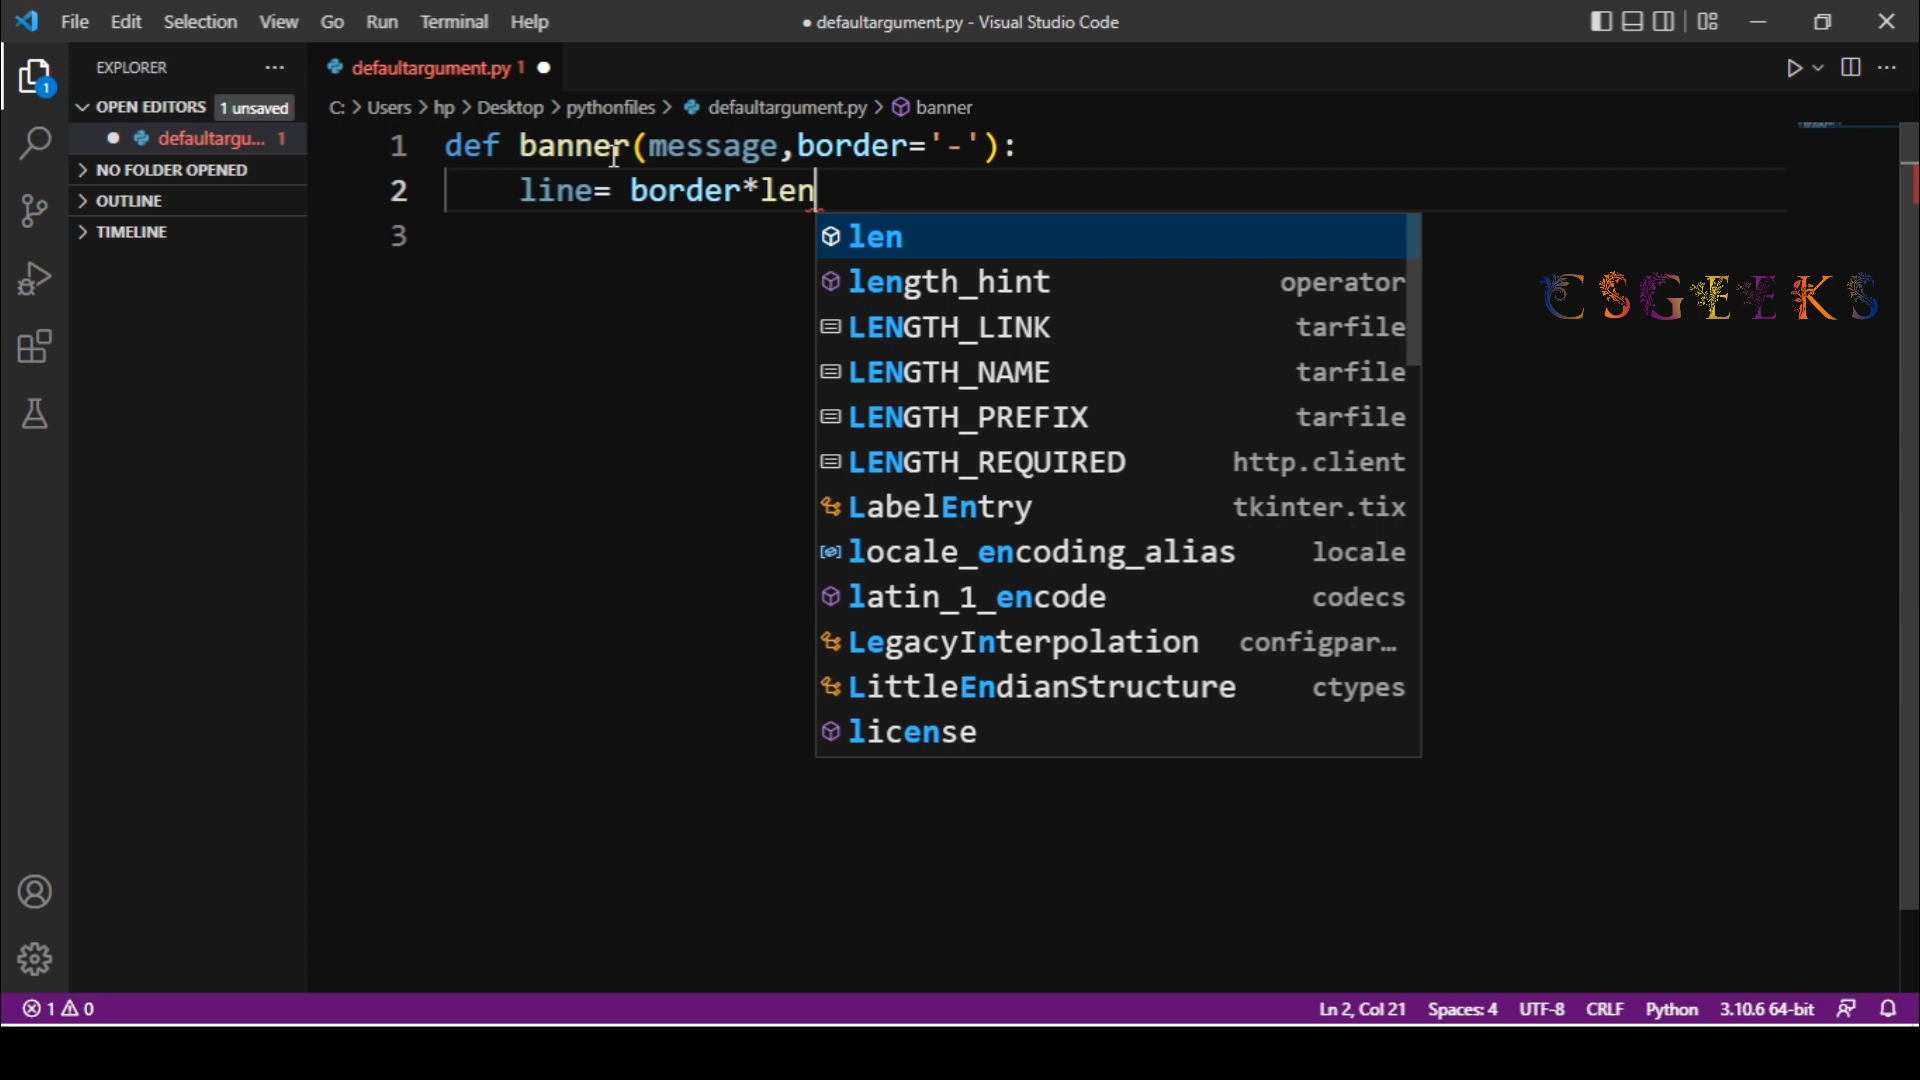 File Edit Selection View Go Run Terminal Help
● defaultargument.py - Visual Studio Code
EXPLORER ...
defaultargument.py 1 ●
OPEN EDITORS 1 unsaved
C: > Users > hp > Desktop > pythonfiles > defaultargument.py > banner
● defaultargu... 1
NO FOLDER OPENED
OUTLINE
TIMELINE
1 def banner(message,border='-'):
2 line= border*len
3
len
length_hint operator
LENGTH_LINK tarfile
LENGTH_NAME tarfile
LENGTH_PREFIX tarfile
LENGTH_REQUIRED http.client
LabelEntry tkinter.tix
locale_encoding_alias locale
latin_1_encode codecs
LegacyInterpolation configpar...
LittleEndianStructure ctypes
license
CSGEEKS
1
1 0 Ln 2, Col 21 Spaces: 4 UTF-8 CRLF Python 3.10.6 64-bit